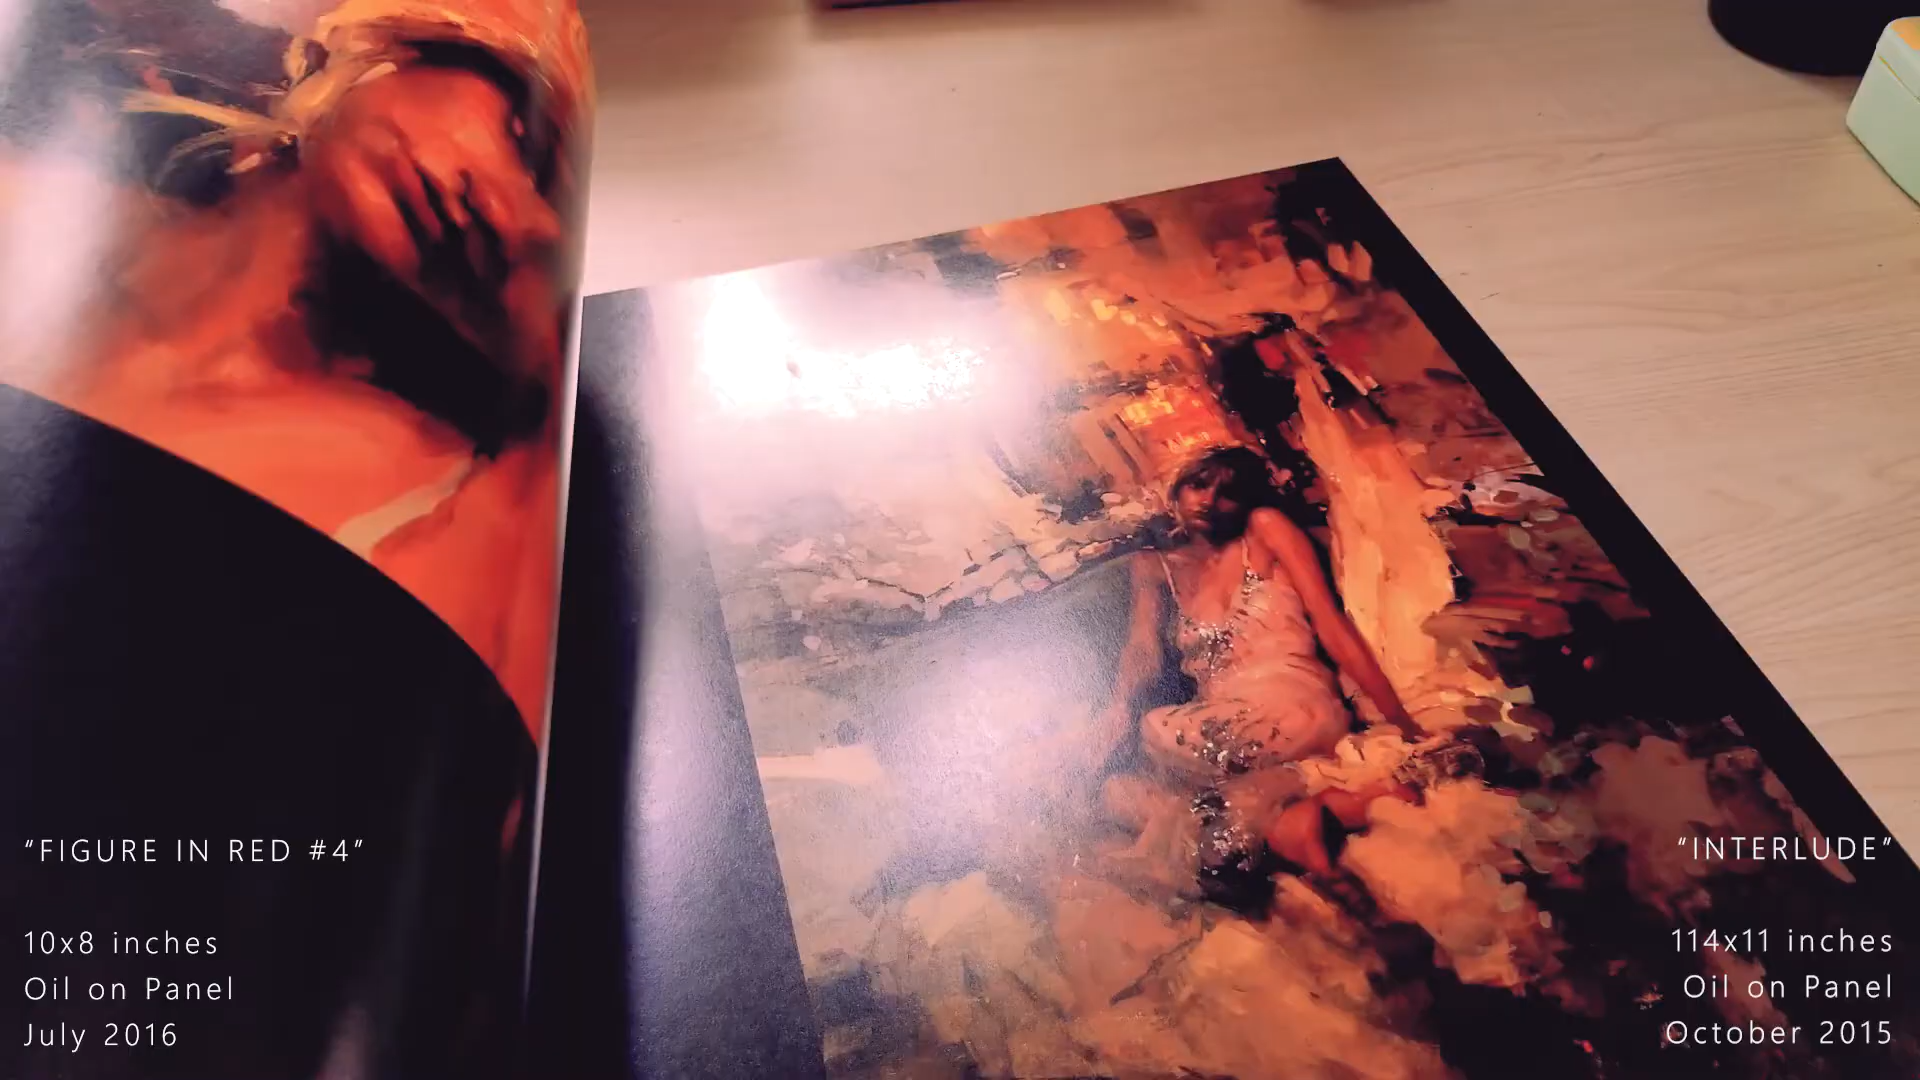 “FIGURE IN RED #4”
10x8 inches
Oil on Panel
July 2016
“INTERLUDE”
114x11 inches
Oil on Panel
October 2015